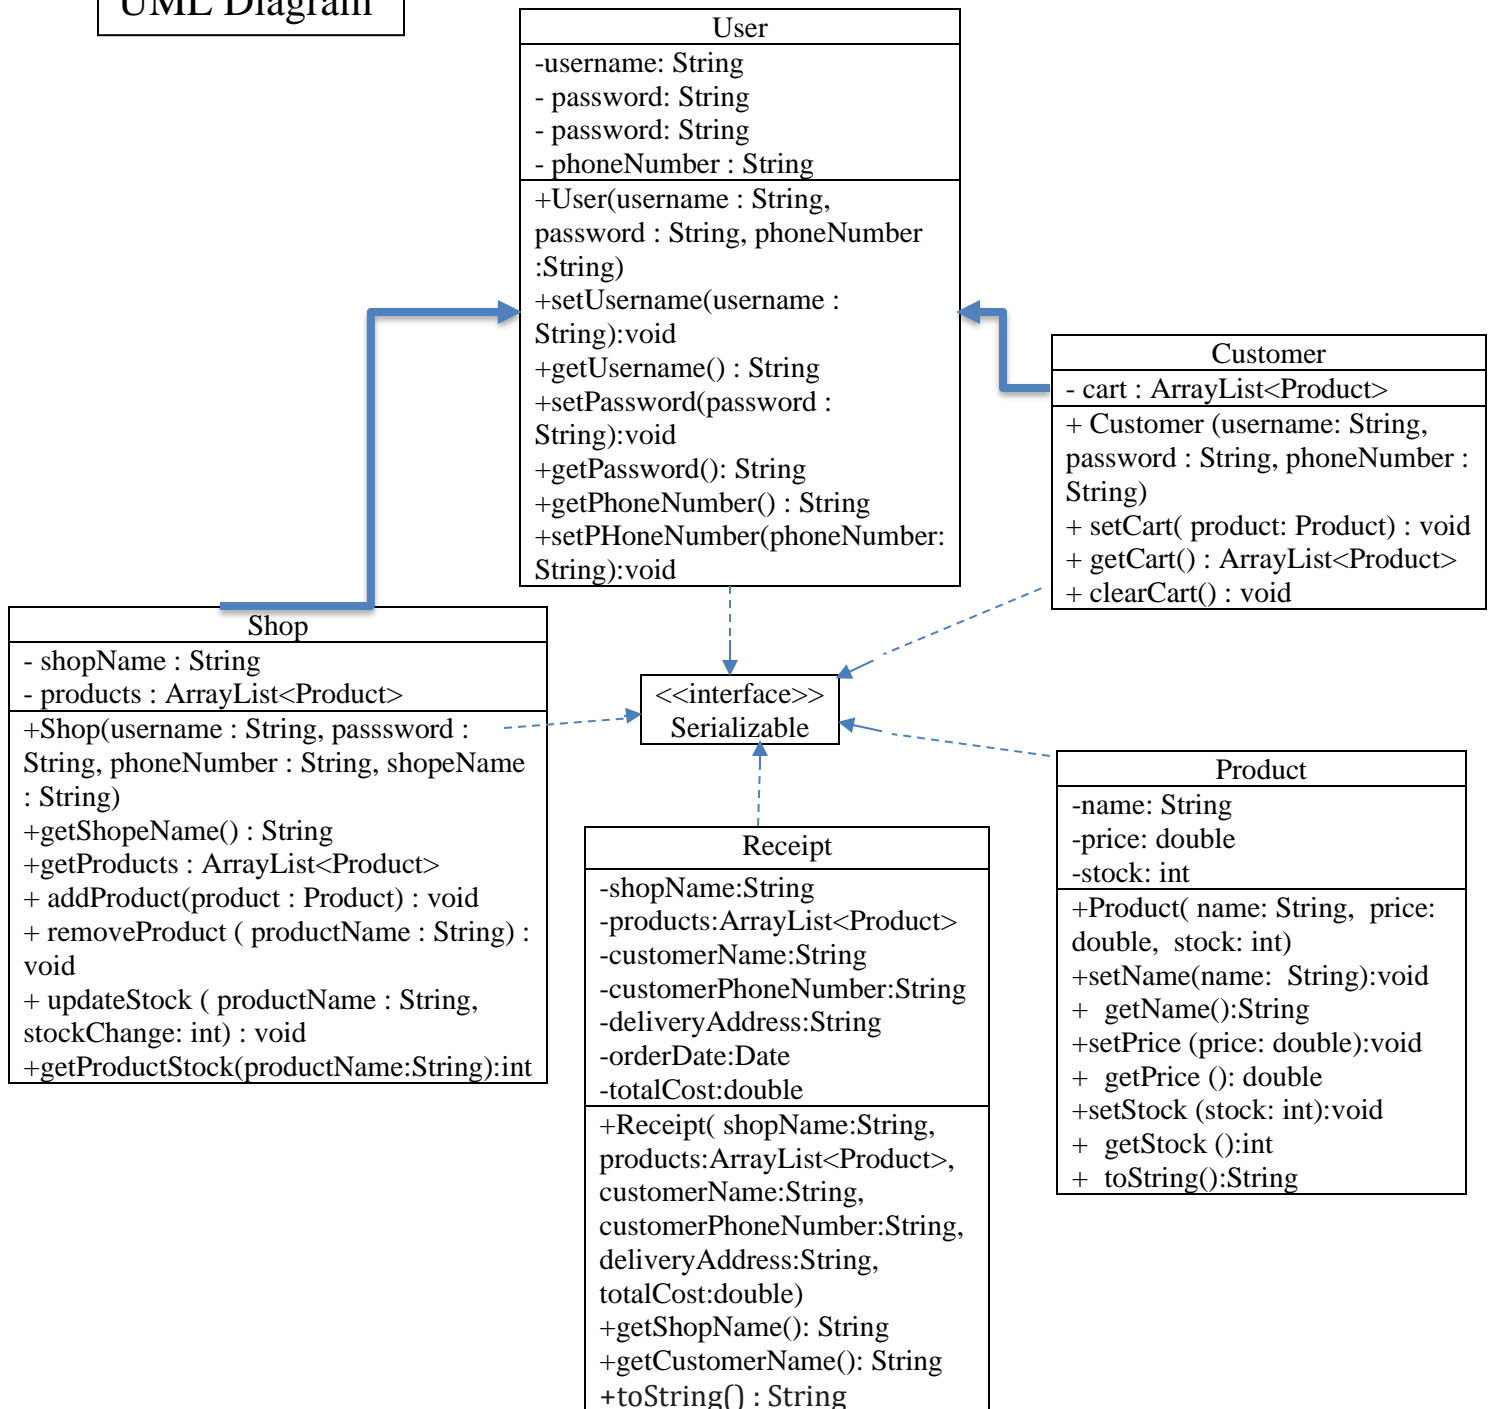 UML Diagram
User
-username: String
- password: String
- password: String
- phoneNumber : String
+User(username : String,
password : String, phoneNumber
:String)
+setUsername(username :
String):void
+getUsername() : String
+setPassword(password :
String):void
+getPassword(): String
+getPhoneNumber() : String
+setPHoneNumber(phoneNumber:
String):void
Customer
- cart : ArrayList<Product>
+ Customer (username: String,
password : String, phoneNumber :
String)
+ setCart( product: Product) : void
+ getCart() : ArrayList<Product>
+ clearCart() : void
Shop
- shopName : String
- products : ArrayList<Product>
+Shop(username : String, passsword :
String, phoneNumber : String, shopeName
: String)
+getShopeName() : String
+getProducts : ArrayList<Product>
+ addProduct(product : Product) : void
+ removeProduct ( productName : String) :
void
+ updateStock ( productName : String,
stockChange: int) : void
+getProductStock(productName:String):int
<<interface>>
Serializable
Receipt
-shopName:String
-products:ArrayList<Product>
-customerName:String
-customerPhoneNumber:String
-deliveryAddress:String
-orderDate:Date
-totalCost:double
+Receipt( shopName:String,
products:ArrayList<Product>,
customerName:String,
customerPhoneNumber:String,
deliveryAddress:String,
totalCost:double)
+getShopName(): String
+getCustomerName(): String
+toString() : String
Product
-name: String
-price: double
-stock: int
+Product( name: String,  price:
double,  stock: int)
+setName(name:  String):void
+  getName():String
+setPrice (price: double):void
+  getPrice (): double
+setStock (stock: int):void
+  getStock ():int
+  toString():String